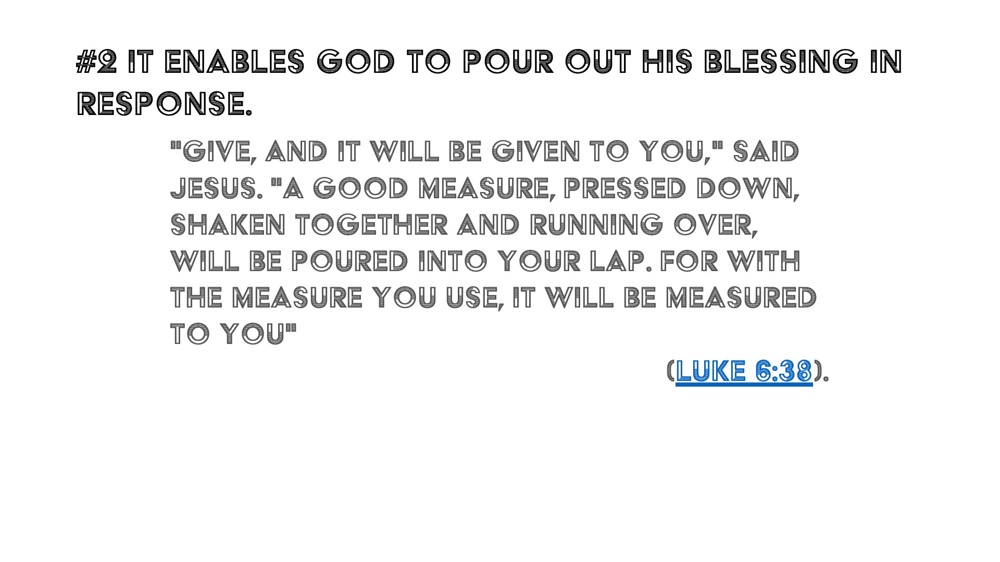 #2 IT ENABLES GOD TO POUR OUT HIS BLESSING IN
RESPONSE.
"GIVE, AND IT WILL BE GIVEN TO YOU," SAID
JESUS. "A GOOD MEASURE, PRESSED DOWN,
SHAKEN TOGETHER AND RUNNING OVER,
WILL BE POURED INTO YOUR LAP. FOR WITH
THE MEASURE YOU USE, IT WILL BE MEASURED
TO YOU"
(LUKE 6:38).